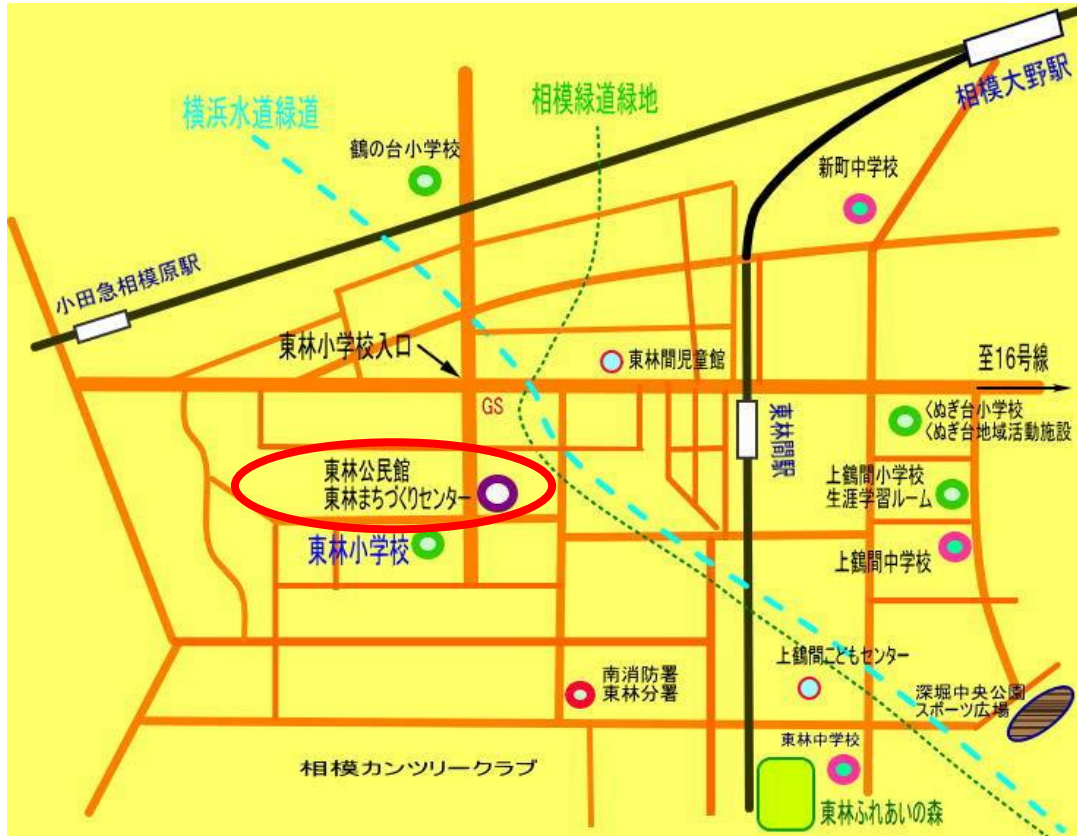 横浜水道緑道
相模緑道緑地
相模大野駅
鶴の台小学校
新町中学校
小田急相模原駅
東林小学校入口
東林間児童館
至16号線
GS
東林間駅
くぬぎ台小学校
くぬぎ台地域活動施設
東林公民館
東林まちづくりセンター
上鶴間小学校
生涯学習ルーム
東林小学校
上鶴間中学校
上鶴間こどもセンター
南消防署
東林分署
深堀中央公園
スポーツ広場
東林中学校
相模カンツリークラブ
東林ふれあいの森